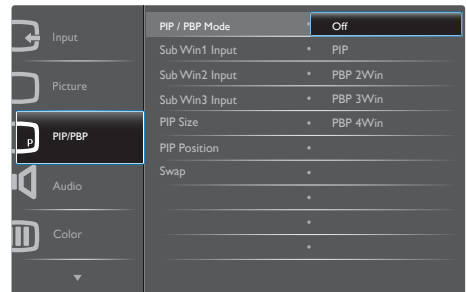 Input
Picture
P
PIP/PBP
Audio
Color
PIP / PBP Mode
Sub Win1 Input
Sub Win2 Input
Sub Win3 Input
PIP Size
PIP Position
Swap
Off
PIP
PBP 2Win
PBP 3Win
PBP 4Win